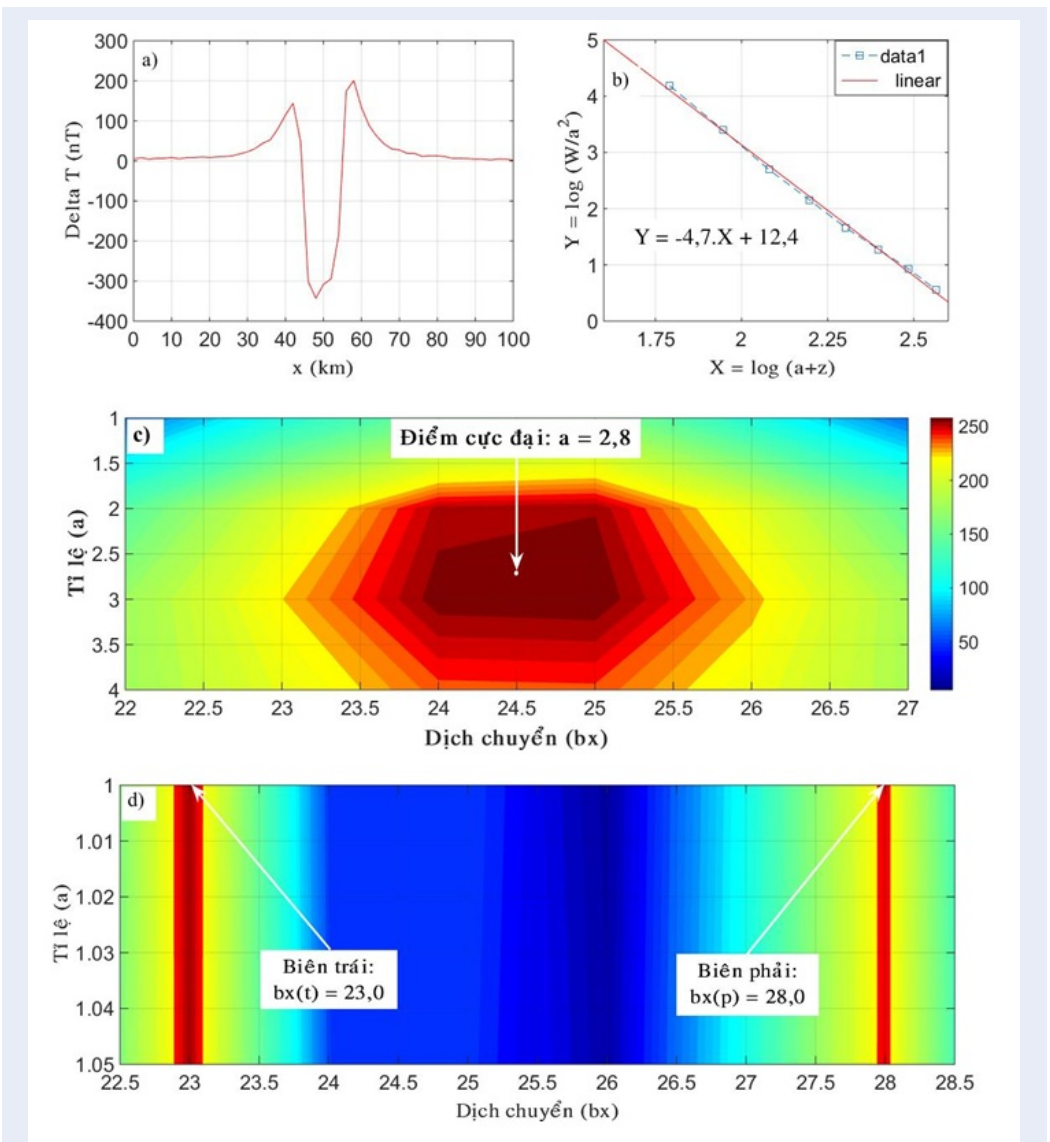 a)
300
200
100
0
-100
-200
-300
-400
0 10 20 30 40 50 60 70 80 90 100
x (km)
Delta T (nT)
b)
5
4
3
2
1
0
1.75 2 2.25 2.5
X = log (a+z)
Y = log (W/a²)
data1
linear
Y = -4,7.X + 12,4
c)
Điểm cực đại: a = 2,8
1
1.5
2
2.5
3
3.5
4
22 22.5 23 23.5 24 24.5 25 25.5 26 26.5 27
Dịch chuyển (bx)
Tỉ lệ (a)
250
200
150
100
50
d)
1
1.01
1.02
1.03
1.04
1.05
Tỉ lệ (a)
Biên trái:
bx(t) = 23,0
Biên phải:
bx(p) = 28,0
22.5 23 23.5 24 24.5 25 25.5 26 26.5 27 27.5 28 28.5
Dịch chuyển (bx)